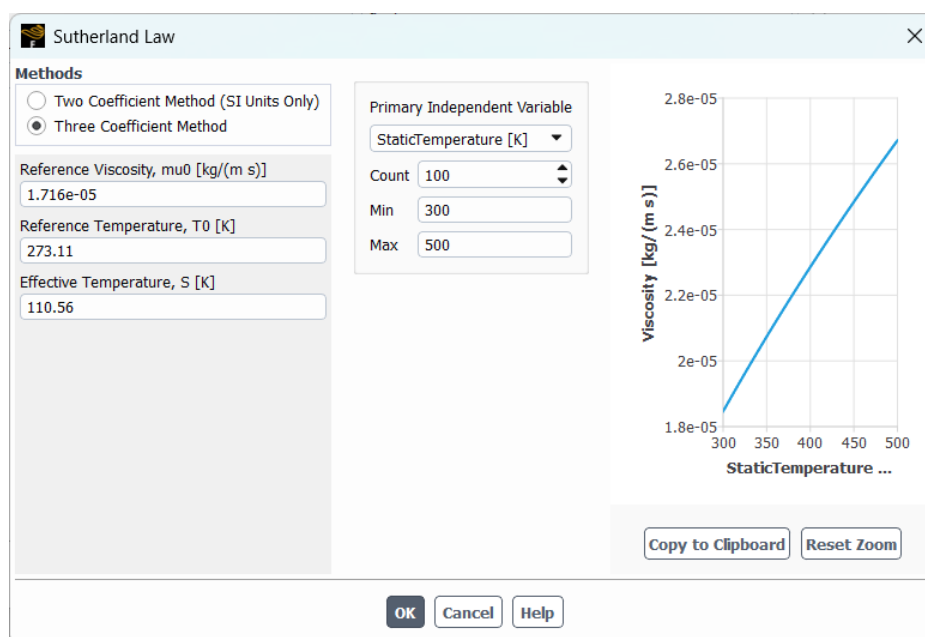 Sutherland Law
Methods
Two Coefficient Method (SI Units Only)
Three Coefficient Method
Reference Viscosity, mu0 [kg/(m s)]
1.716e-05
Reference Temperature, T0 [K]
273.11
Effective Temperature, S [K]
110.56
Primary Independent Variable
StaticTemperature [K]
Count 100
Min 300
Max 500
Viscosity [kg/(m s)]
2.8e-05
2.6e-05
2.4e-05
2.2e-05
2e-05
1.8e-05
300 350 400 450 500
StaticTemperature ...
Copy to Clipboard Reset Zoom
OK Cancel Help